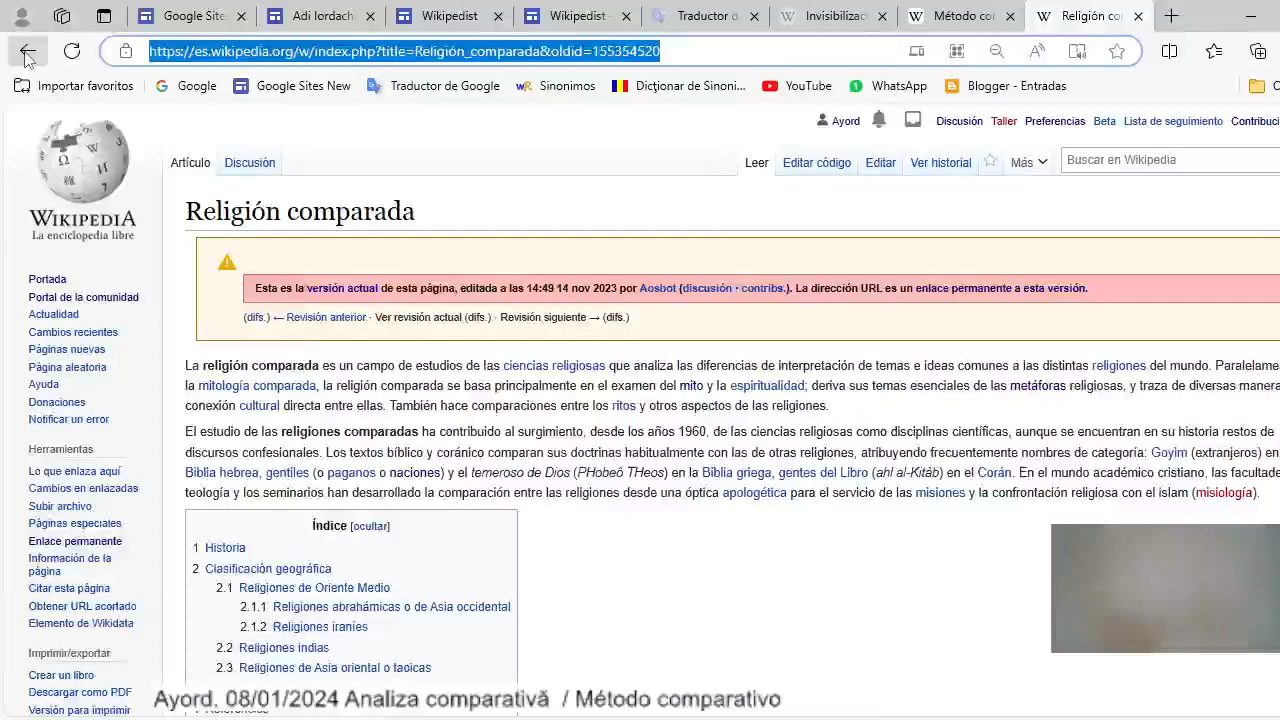 Google Site
Adi Iordach
Wikipedist
Wikipedist
Traductor d
Invisibilizac
Método cor
Religión cor
https://es.wikipedia.org/w/index.php?title=Religión_comparada&oldid=155354520
Importar favoritos
Google
Google Sites New
Traductor de Google
Sinonimos
Dicționar de Sinoni...
YouTube
WhatsApp
Blogger - Entradas
Ayord
Discusión
Taller
Preferencias
Beta
Lista de seguimiento
Contribuci
Artículo
Discusión
Leer
Editar código
Editar
Ver historial
Más
Buscar en Wikipedia
WIKIPEDIA
La enciclopedia libre
Portada
Portal de la comunidad
Actualidad
Cambios recientes
Páginas nuevas
Página aleatoria
Ayuda
Donaciones
Notificar un error
Herramientas
Lo que enlaza aquí
Cambios en enlazadas
Subir archivo
Páginas especiales
Enlace permanente
Información de la
página
Citar esta página
Obtener URL acortado
Elemento de Wikidata
Imprimir/exportar
Crear un libro
Descargar como PDF
Versión para imprimir
Religión comparada
Esta es la versión actual de esta página, editada a las 14:49 14 nov 2023 por Aosbot (discusión · contribs.). La dirección URL es un enlace permanente a esta versión.
(difs.) ← Revisión anterior · Ver revisión actual (difs.) · Revisión siguiente → (difs.)
La religión comparada es un campo de estudios de las ciencias religiosas que analiza las diferencias de interpretación de temas e ideas comunes a las distintas religiones del mundo. Paralelame
la mitología comparada, la religión comparada se basa principalmente en el examen del mito y la espiritualidad; deriva sus temas esenciales de las metáforas religiosas, y traza de diversas manera
conexión cultural directa entre ellas. También hace comparaciones entre los ritos y otros aspectos de las religiones.
El estudio de las religiones comparadas ha contribuido al surgimiento, desde los años 1960, de las ciencias religiosas como disciplinas científicas, aunque se encuentran en su historia restos de
discursos confesionales. Los textos bíblico y coránico comparan sus doctrinas habitualmente con las de otras religiones, atribuyendo frecuentemente nombres de categoría: Goyim (extranjeros) en
Biblia hebrea, gentiles (o paganos o naciones) y el temeroso de Dios (PHobeõ THeos) en la Biblia griega, gentes del Libro (ahl al-Kitâb) en el Corán. En el mundo académico cristiano, las faculta
teología y los seminarios han desarrollado la comparación entre las religiones desde una óptica apologética para el servicio de las misiones y la confrontación religiosa con el islam (misiología).
Índice [ocultar]
1 Historia
2 Clasificación geográfica
2.1 Religiones de Oriente Medio
2.1.1 Religiones abrahámicas o de Asia occidental
2.1.2 Religiones iraníes
2.2 Religiones indias
2.3 Religiones de Asia oriental o taoicas
Ayord. 08/01/2024 Analiza comparativă / Método comparativo